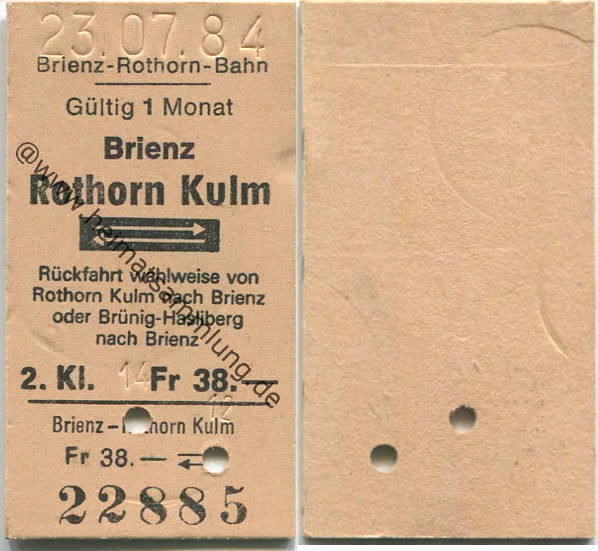 23.07.84
Brienz-Rothorn-Bahn
Gültig 1 Monat
Brienz
Rothorn Kulm
Rückfahrt wahlweise von
Rothorn Kulm nach Brienz
oder Brünig-Hasliberg
nach Brienz
2. Kl. 14 Fr 38.—
12
Brienz – Rothorn Kulm
Fr 38.— ⇐
22885
@www.heimatsammlung.de